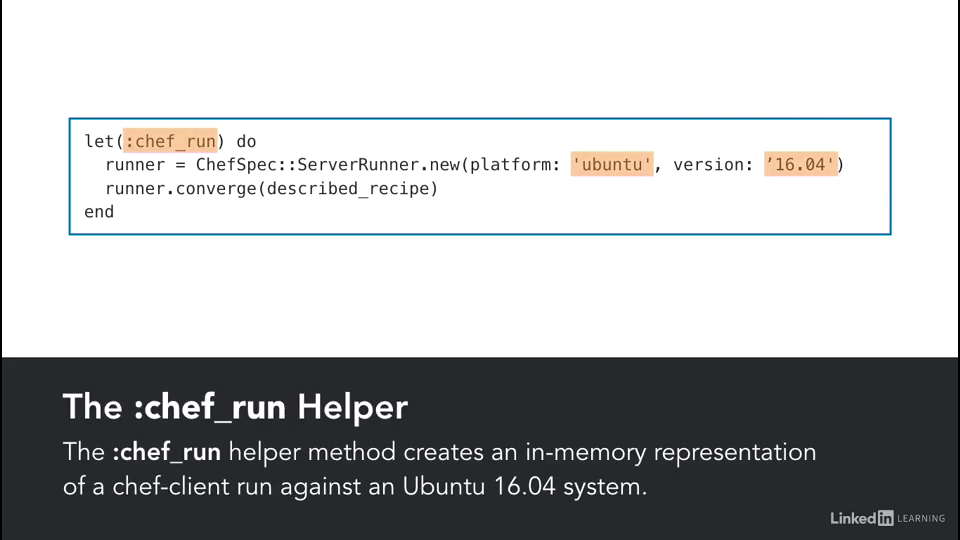 let(:chef_run) do
  runner = ChefSpec::ServerRunner.new(platform: 'ubuntu', version: ’16.04')
  runner.converge(described_recipe)
end
The :chef_run Helper
The :chef_run helper method creates an in-memory representation
of a chef-client run against an Ubuntu 16.04 system.
Linked in LEARNING